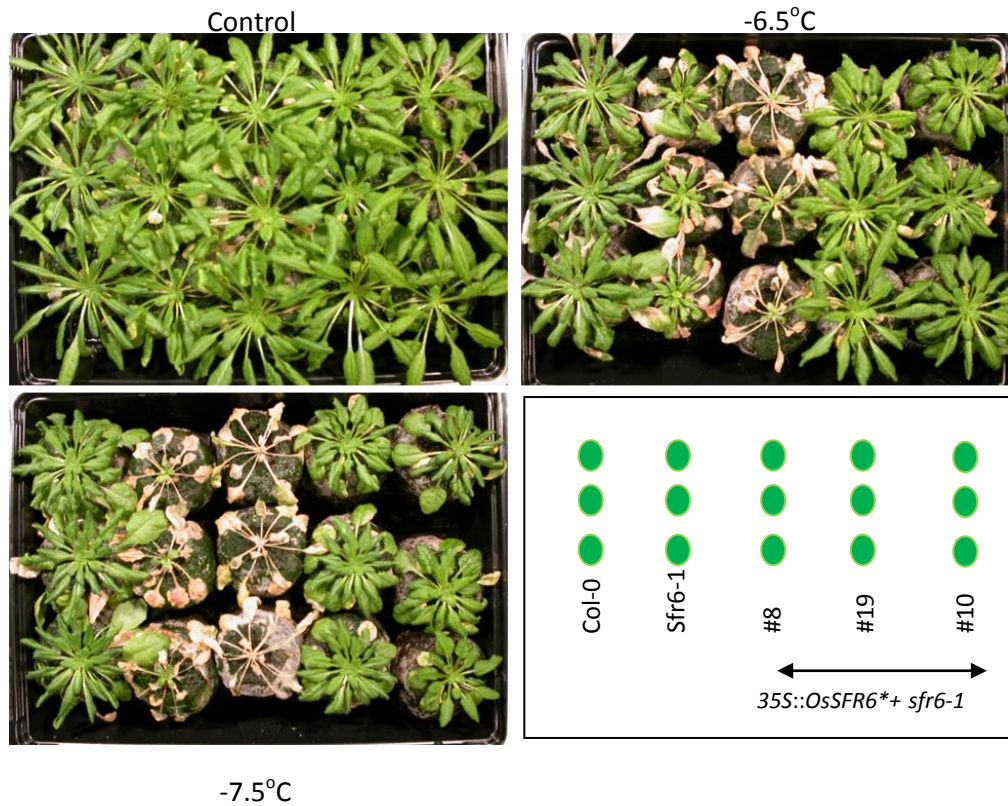 Control
-6.5°C
-7.5°C
Col-0
Sfr6-1
#8
#19
#10
35S::OsSFR6*+ sfr6-1